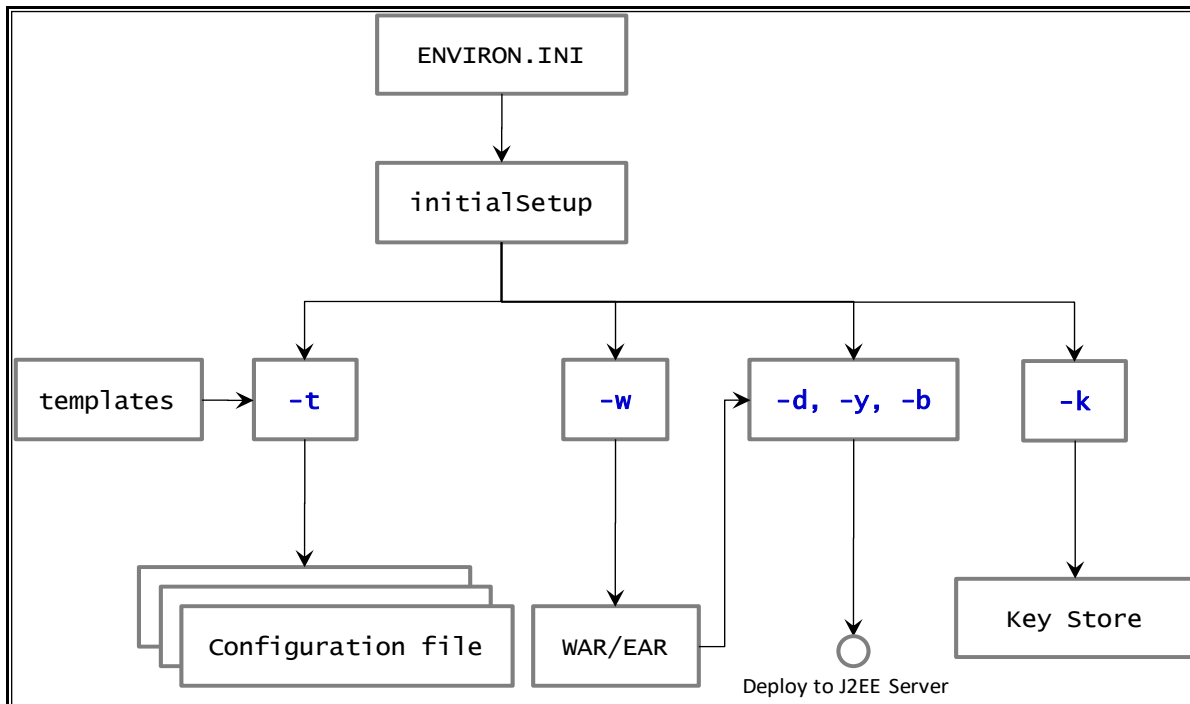 ENVIRON.INI
initialSetup
templates
-t
-w
-d, -y, -b
-k
Configuration file
WAR/EAR
Key Store
Deploy to J2EE Server